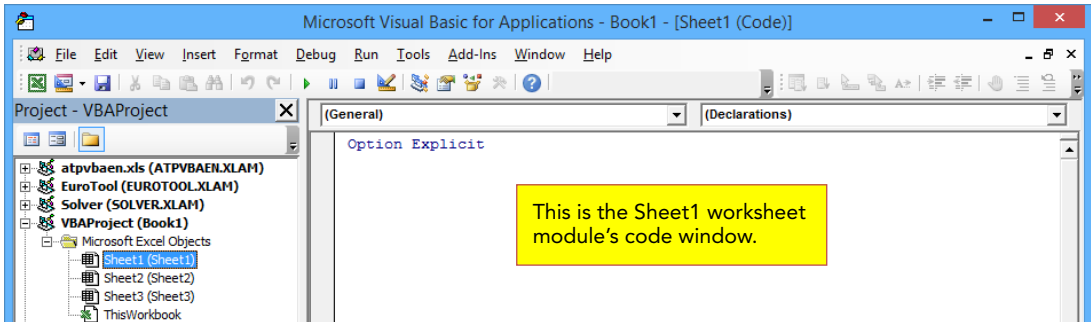 Microsoft Visual Basic for Applications - Book1 - [Sheet1 (Code)]
File Edit View Insert Format Debug Run Tools Add-Ins Window Help
Project - VBAProject
(General) (Declarations)
Option Explicit
atpvbaen.xls (ATPVBAEN.XLAM)
EuroTool (EUROTOOL.XLAM)
Solver (SOLVER.XLAM)
VBAProject (Book1)
Microsoft Excel Objects
Sheet1 (Sheet1)
Sheet2 (Sheet2)
Sheet3 (Sheet3)
ThisWorkbook
This is the Sheet1 worksheet
module's code window.